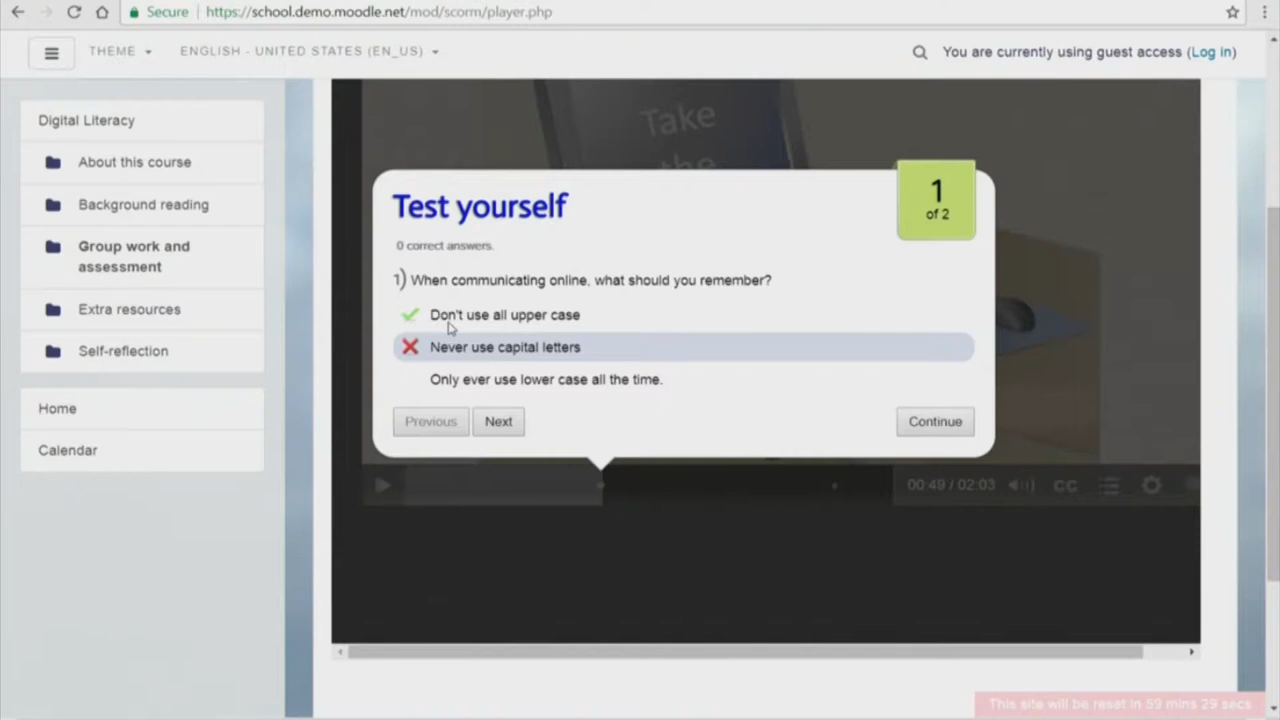 Secure https://school.demo.moodle.net/mod/scorm/player.php
THEME ENGLISH - UNITED STATES (EN_US) You are currently using guest access (Log in)
Digital Literacy
About this course
Background reading
Group work and
assessment
Extra resources
Self-reflection
Home
Calendar
Take
the
Test yourself
1
of 2
0 correct answers.
1) When communicating online, what should you remember?
Don't use all upper case
Never use capital letters
Only ever use lower case all the time.
Previous Next Continue
00:49 / 02:03 CC
This site will be reset in 59 mins 29 secs